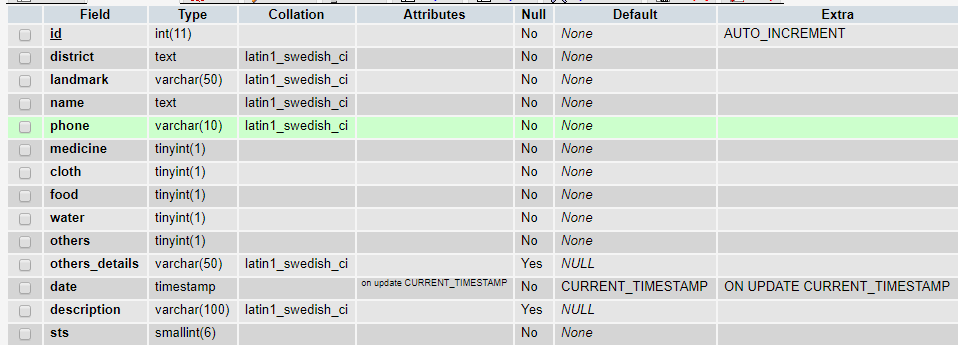 Field Type Collation Attributes Null Default Extra
id int(11) No None AUTO_INCREMENT
district text latin1_swedish_ci No None
landmark varchar(50) latin1_swedish_ci No None
name text latin1_swedish_ci No None
phone varchar(10) latin1_swedish_ci No None
medicine tinyint(1) No None
cloth tinyint(1) No None
food tinyint(1) No None
water tinyint(1) No None
others tinyint(1) No None
others_details varchar(50) latin1_swedish_ci Yes NULL
date timestamp on update CURRENT_TIMESTAMP No CURRENT_TIMESTAMP ON UPDATE CURRENT_TIMESTAMP
description varchar(100) latin1_swedish_ci Yes NULL
sts smallint(6) No None